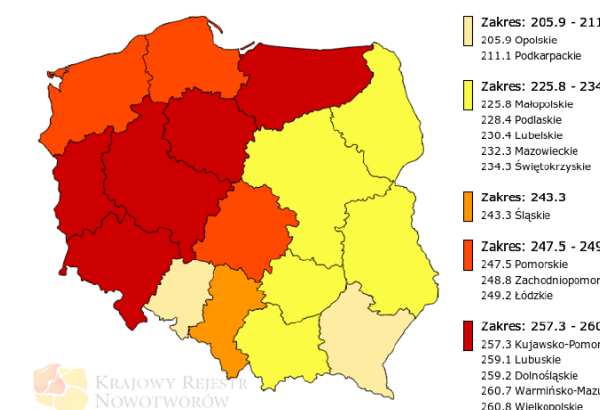 Zakres: 205.9 - 211
205.9 Opolskie
211.1 Podkarpackie
Zakres: 225.8 - 234
225.8 Małopolskie
228.4 Podlaskie
230.4 Lubelskie
232.3 Mazowieckie
234.3 Świętokrzyskie
Zakres: 243.3
243.3 Śląskie
Zakres: 247.5 - 249
247.5 Pomorskie
248.8 Zachodniopomor
249.2 Łódzkie
Zakres: 257.3 - 260
257.3 Kujawsko-Pomor
259.1 Lubuskie
259.2 Dolnośląskie
260.7 Warmińsko-Mazu
260.8 Wielkopolskie
KRAJOWY REJESTR
NOWOTWORÓW